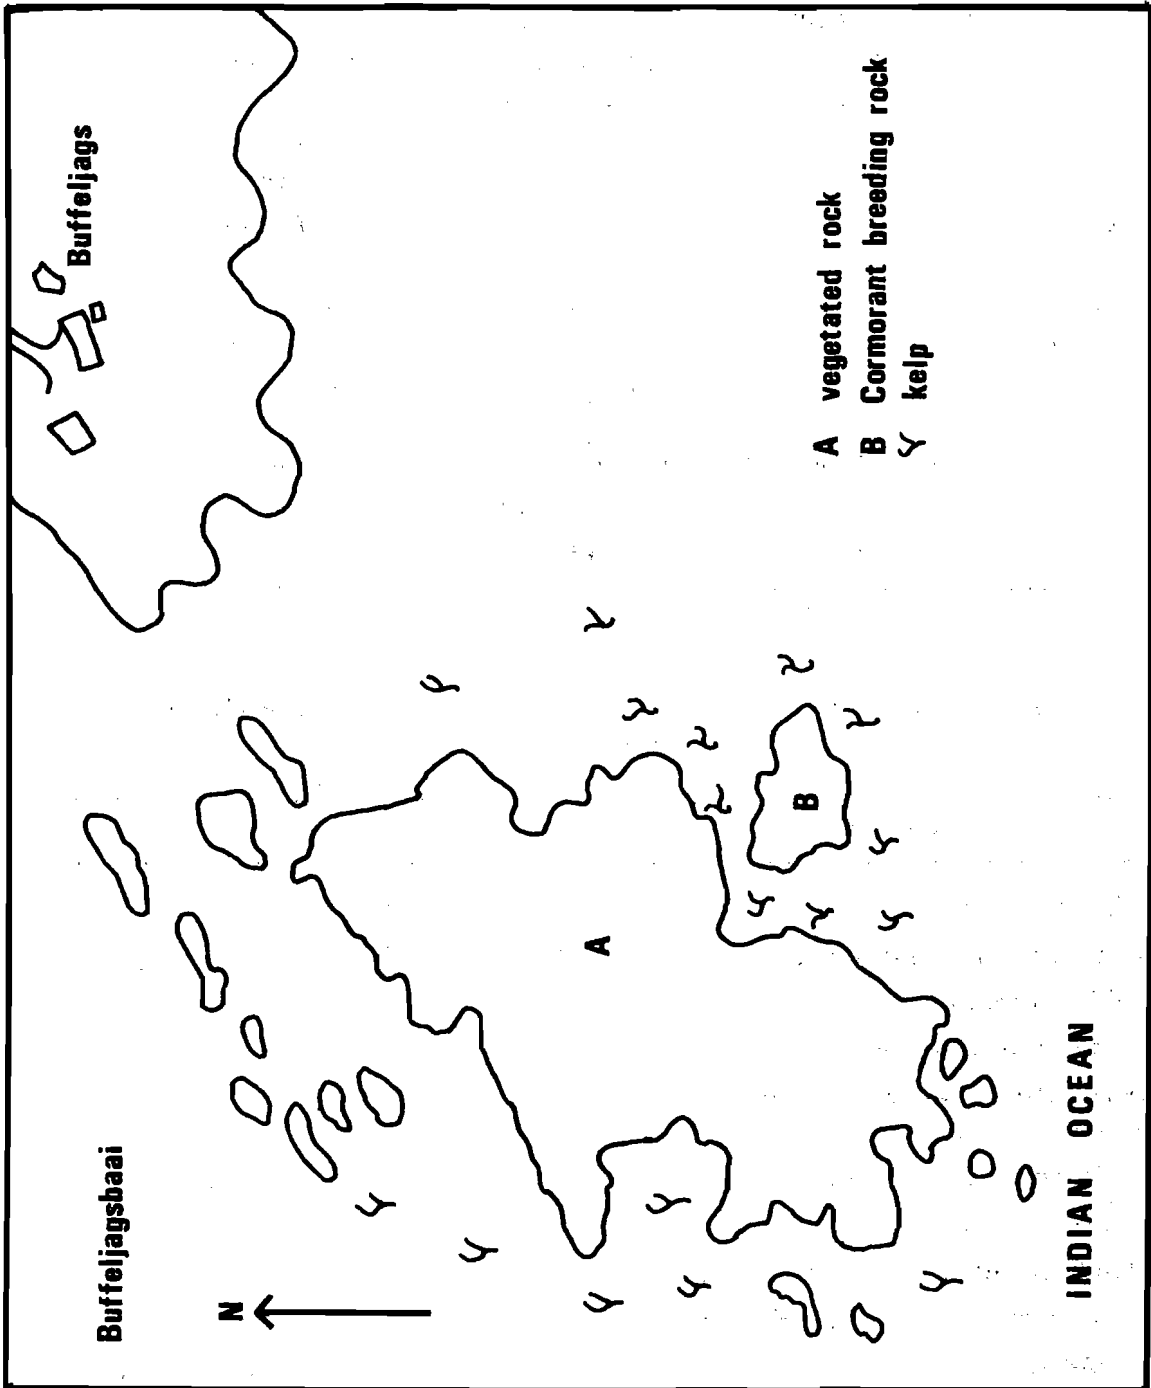 Buffeljagsbaai
Buffeljags
N
A
B
A vegetated rock
B Cormorant breeding rock
kelp
INDIAN OCEAN